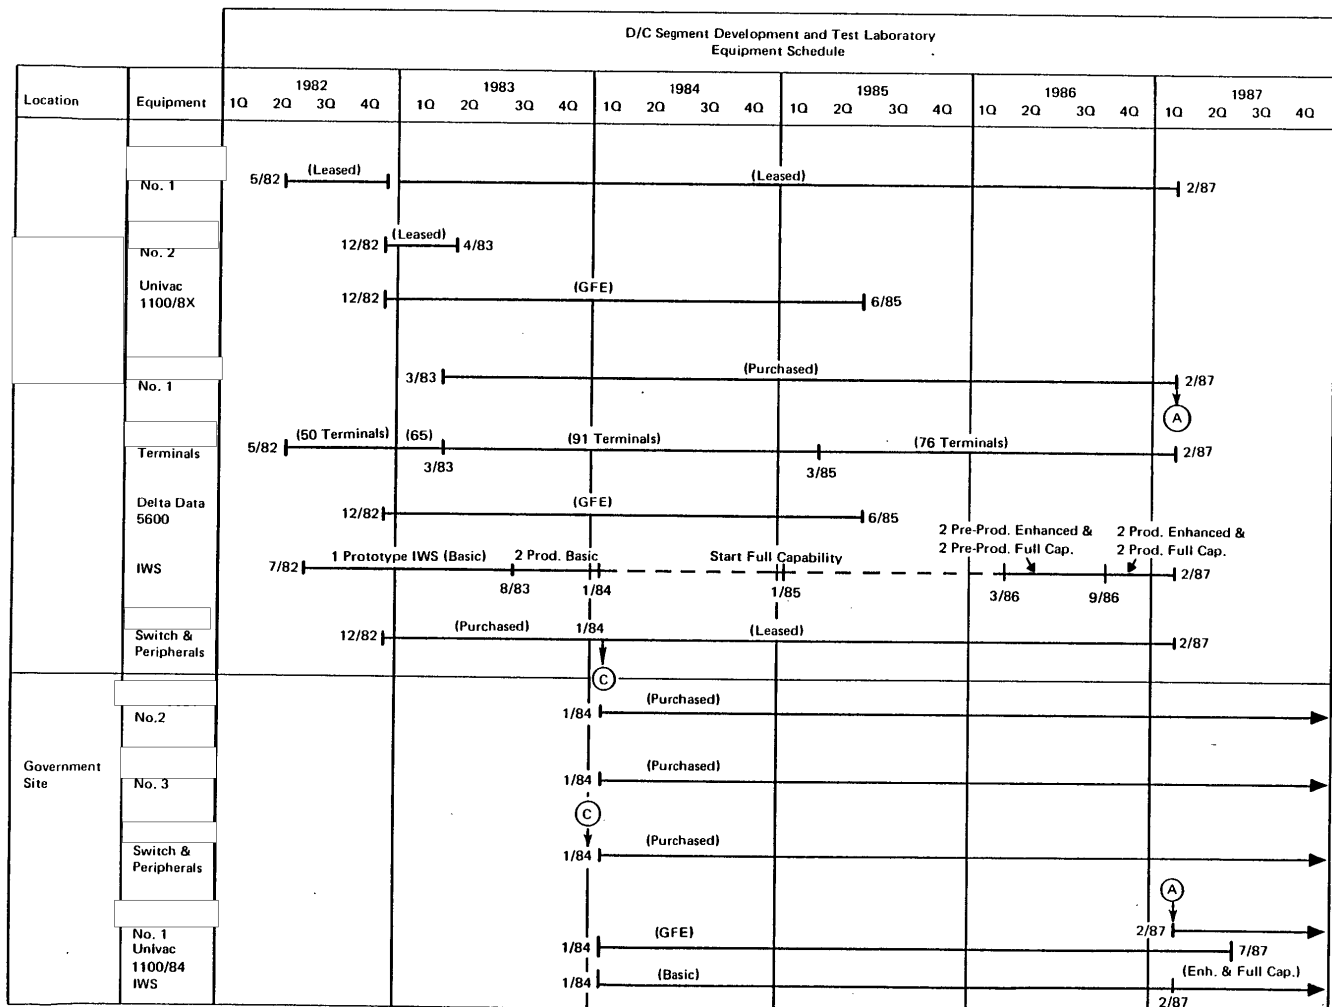 D/C Segment Development and Test Laboratory
Equipment Schedule
Location Equipment 1982 1983 1984 1985 1986 1987
1Q 2Q 3Q 4Q 1Q 2Q 3Q 4Q 1Q 2Q 3Q 4Q 1Q 2Q 3Q 4Q 1Q 2Q 3Q 4Q 1Q 2Q 3Q 4Q
No. 1 5/82 (Leased) (Leased) 2/87
No. 2 12/82 (Leased) 4/83
Univac
1100/8X 12/82 (GFE) 6/85
No. 1 3/83 (Purchased) 2/87
A
Terminals 5/82 (50 Terminals) (65) 3/83 (91 Terminals) 3/85 (76 Terminals) 2/87
Delta Data
5600 12/82 (GFE) 6/85
2 Pre-Prod. Enhanced & 2 Prod. Enhanced &
2 Pre-Prod. Full Cap. 2 Prod. Full Cap.
IWS 7/82 1 Prototype IWS (Basic) 2 Prod. Basic Start Full Capability 2/87
8/83 1/84 1/85 3/86 9/86
Switch &
Peripherals 12/82 (Purchased) 1/84 (Leased) 2/87
C
Government
Site
No.2 1/84 (Purchased)
No. 3 1/84 (Purchased)
C
Switch &
Peripherals 1/84 (Purchased)
A
No. 1 2/87
Univac
1100/84 1/84 (GFE) 7/87
IWS 1/84 (Basic) (Enh. & Full Cap.)
2/87